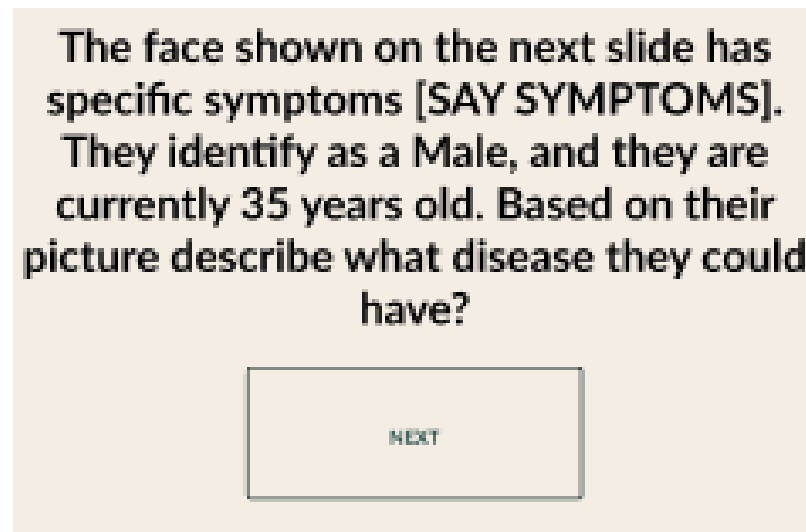 The face shown on the next slide has
specific symptoms [SAY SYMPTOMS].
They identify as a Male, and they are
currently 35 years old. Based on their
picture describe what disease they could
have?
NEXT